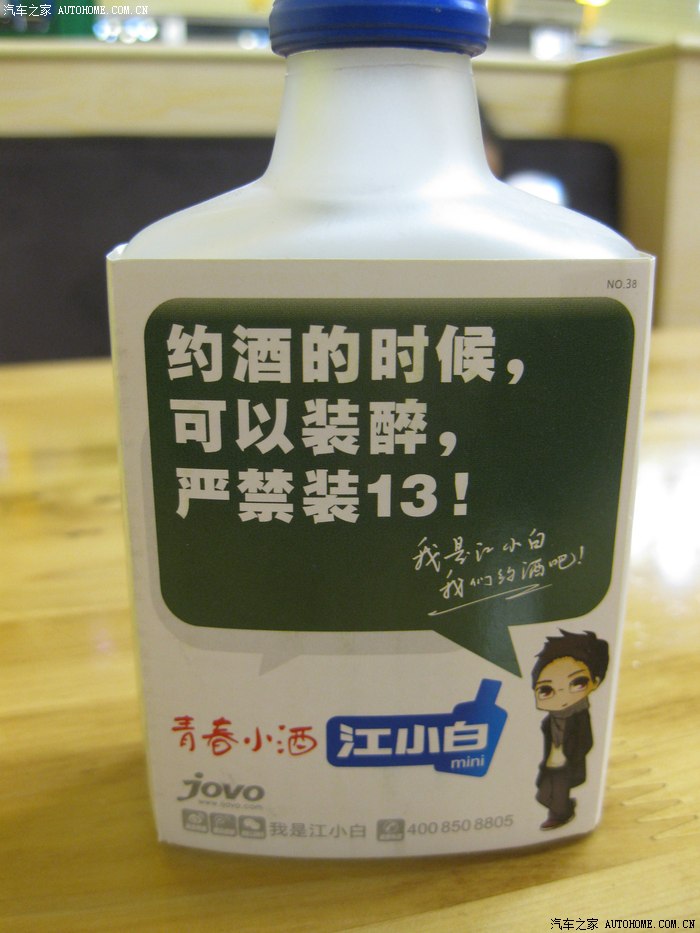 汽车之家 AUTOHOME.COM.CN
NO.38
约酒的时候，
可以装醉，
严禁装13！
我是江小白
我们约酒吧！
青春小酒 江小白
mini
jovo
我是江小白 400 850 8805
汽车之家 AUTOHOME.COM.CN